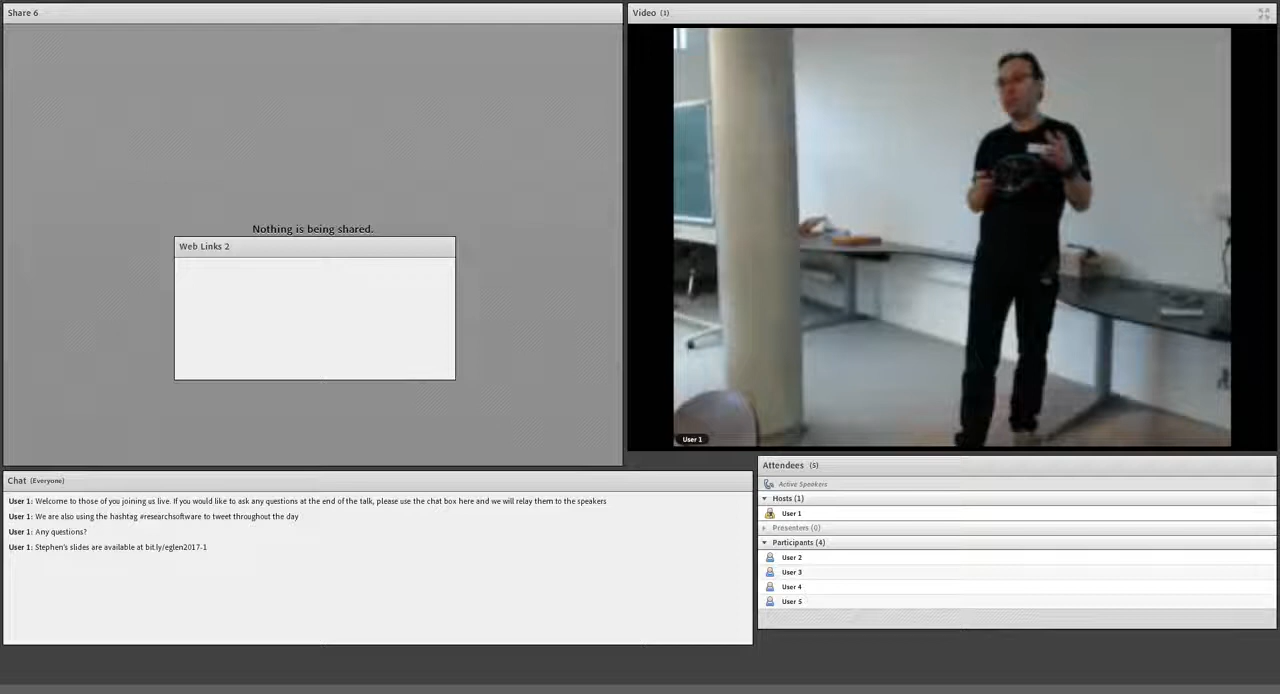 Share 6
Nothing is being shared.
Web Links 2
Video (1)
User 1
Chat (Everyone)
User 1: Welcome to those of you joining us live. If you would like to ask any questions at the end of the talk, please use the chat box here and we will relay them to the speakers
User 1: We are also using the hashtag #researchsoftware to tweet throughout the day
User 1: Any questions?
User 1: Stephen's slides are available at bit.ly/eglen2017-1
Attendees (5)
Active Speakers
Hosts (1)
User 1
Presenters (0)
Participants (4)
User 2
User 3
User 4
User 5